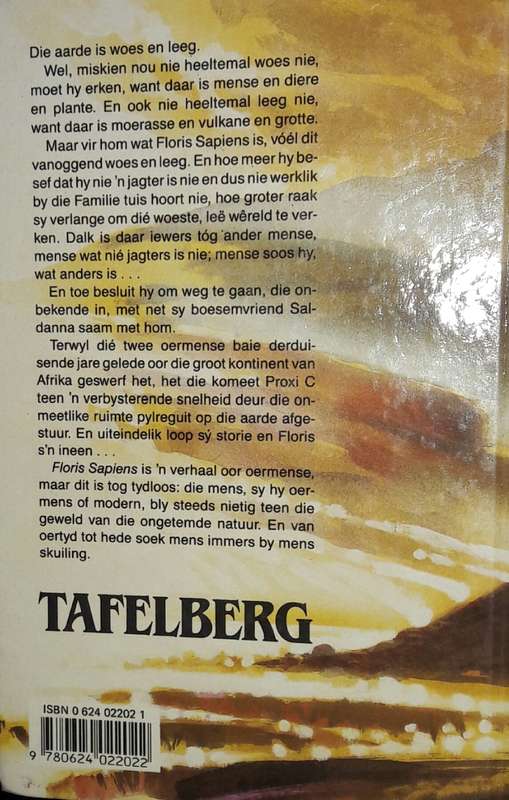 Die aarde is woes en leeg.
Wel, miskien nou nie heeltemal woes nie,
moet hy erken, want daar is mense en diere
en plante. En ook nie heeltemal leeg nie,
want daar is moerasse en vulkane en grotte.
Maar vir hom wat Floris Sapiens is, vóél dit
vanoggend woes en leeg. En hoe meer hy be-
sef dat hy nie 'n jagter is nie en dus nie werklik
by die Familie tuis hoort nie, hoe groter raak
sy verlange om dié woeste, leë wêreld te ver-
ken. Dalk is daar iewers tóg ander mense,
mense wat nié jagters is nie; mense soos hy,
wat anders is . . .
En toe besluit hy om weg te gaan, die on-
bekende in, met net sy boesemvriend Sal-
danna saam met hom.
Terwyl dié twee oermense baie derdui-
sende jare gelede oor die groot kontinent van
Afrika geswerf het, het die komeet Proxi C
teen 'n verbysterende snelheid deur die on-
meetlike ruimte pylreguit op die aarde afge-
stuur. En uiteindelik loop sý storie en Floris
s'n ineen . . .
Floris Sapiens is 'n verhaal oor oermense,
maar dit is tog tydloos: die mens, sy hy oer-
mens of modern, bly steeds nietig teen die
geweld van die ongetemde natuur. En van
oertyd tot hede soek mens immers by mens
skuiling.
TAFELBERG
ISBN 0 624 02202 1
9 780624 022022